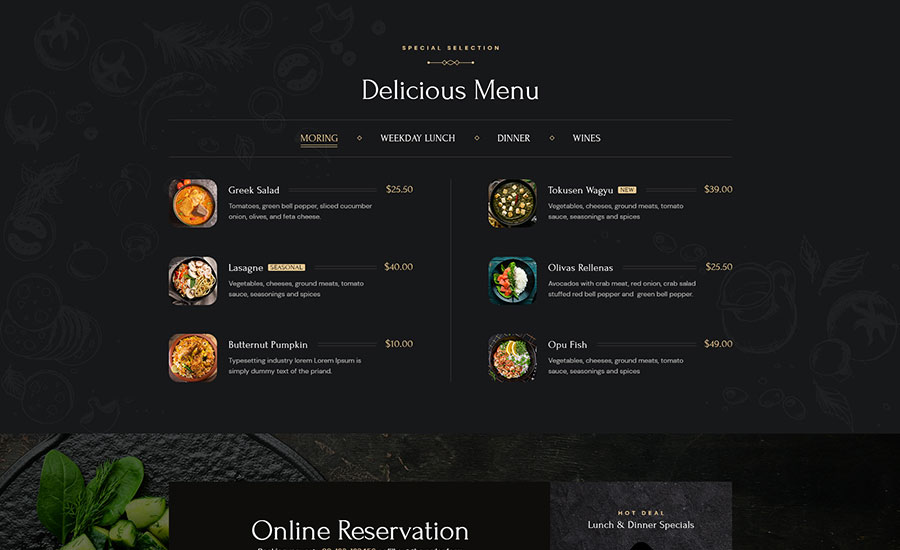 SPECIAL SELECTION
Delicious Menu
MORING WEEKDAY LUNCH DINNER WINES
Greek Salad $25.50
Tomatoes, green bell pepper, sliced cucumber
onion, olives, and feta cheese.
Lasagne SEASONAL $40.00
Vegetables, cheeses, ground meats, tomato
sauce, seasonings and spices
Butternut Pumpkin $10.00
Typesetting industry lorem Lorem Ipsum is
simply dummy text of the priand.
Tokusen Wagyu NEW $39.00
Vegetables, cheeses, ground meats, tomato
sauce, seasonings and spices
Olivas Rellenas $25.50
Avocados with crab meat, red onion, crab salad
stuffed red bell pepper and green bell pepper.
Opu Fish $49.00
Vegetables, cheeses, ground meats, tomato
sauce, seasonings and spices
Online Reservation
HOT DEAL
Lunch & Dinner Specials